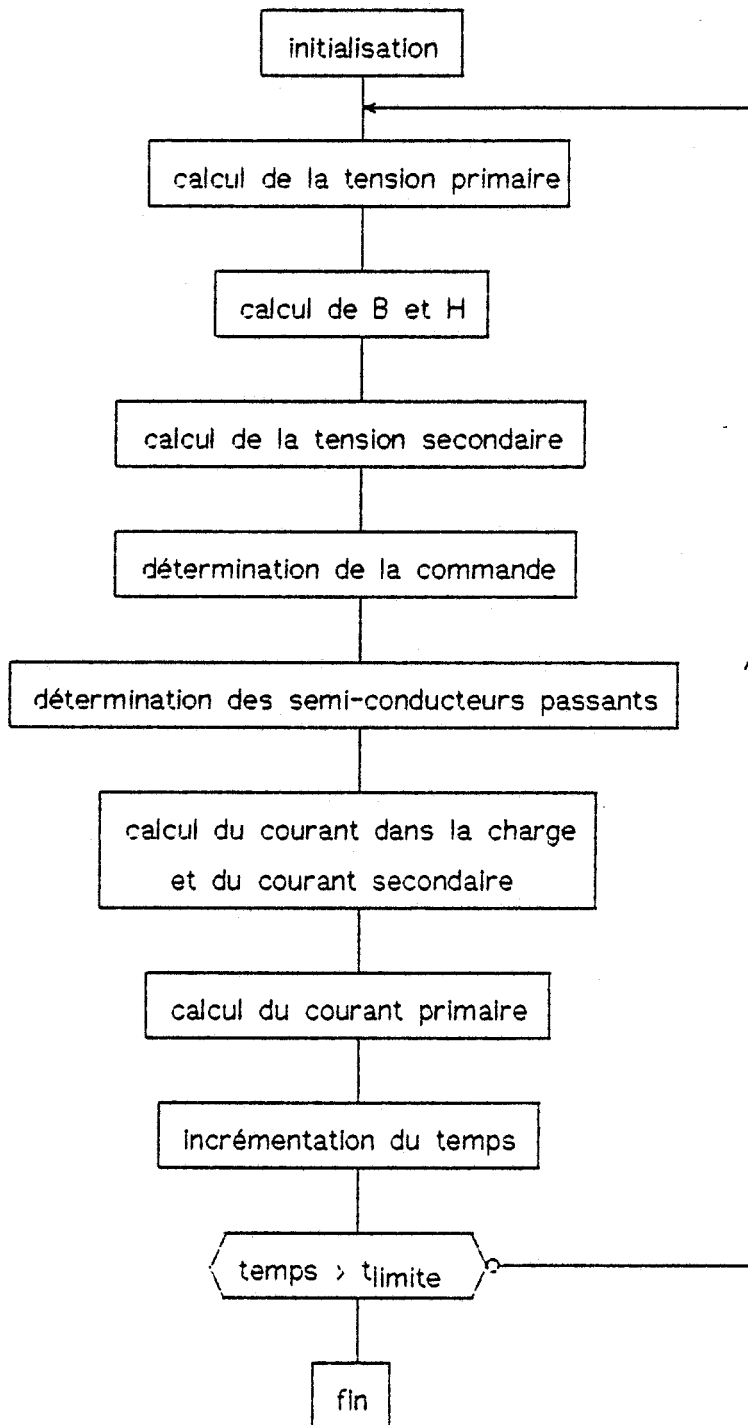 initialisation
calcul de la tension primaire
calcul de B et H
calcul de la tension secondaire
détermination de la commande
détermination des semi-conducteurs passants
calcul du courant dans la charge
et du courant secondaire
calcul du courant primaire
incrémentation du temps
temps > tlimite
fin